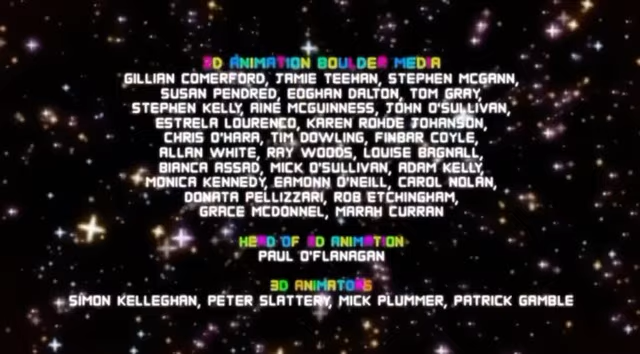 ANIMATION BOULDER MEDIA
GILLIAN COMERFORD, JAMIE TEEHAN, STEPHEN MCGANN,
SUSAN PENDRED, EOGHAN DALTON, TOM GRAY,
STEPHEN KELLY, AINE MCGUINNESS, JOHN O'SULLIVAN,
ESTRELA LOURENCO, KAREN ROHDE JOHANSON,
CHRIS O'HARA, TIM DOWLING, FINBAR COYLE,
ALLAN WHITE, RAY WOODS, LOUISE BAGNALL,
BIANCA ASSAD, MICK O'SULLIVAN, ADAM KELLY,
MONICA KENNEDY, EAMONN O'NEILL, CAROL NOLAN,
DONATA PELLIZZARI, ROB ETCHINGHAM,
GRACE MCDONNEL, MARAH CURRAN
HEAD OF ANIMATION
PAUL O'FLANAGAN
3D ANIMATORS
SIMON KELLEGHAN, PETER SLATTERY, MICK PLUMMER, PATRICK GAMBLE